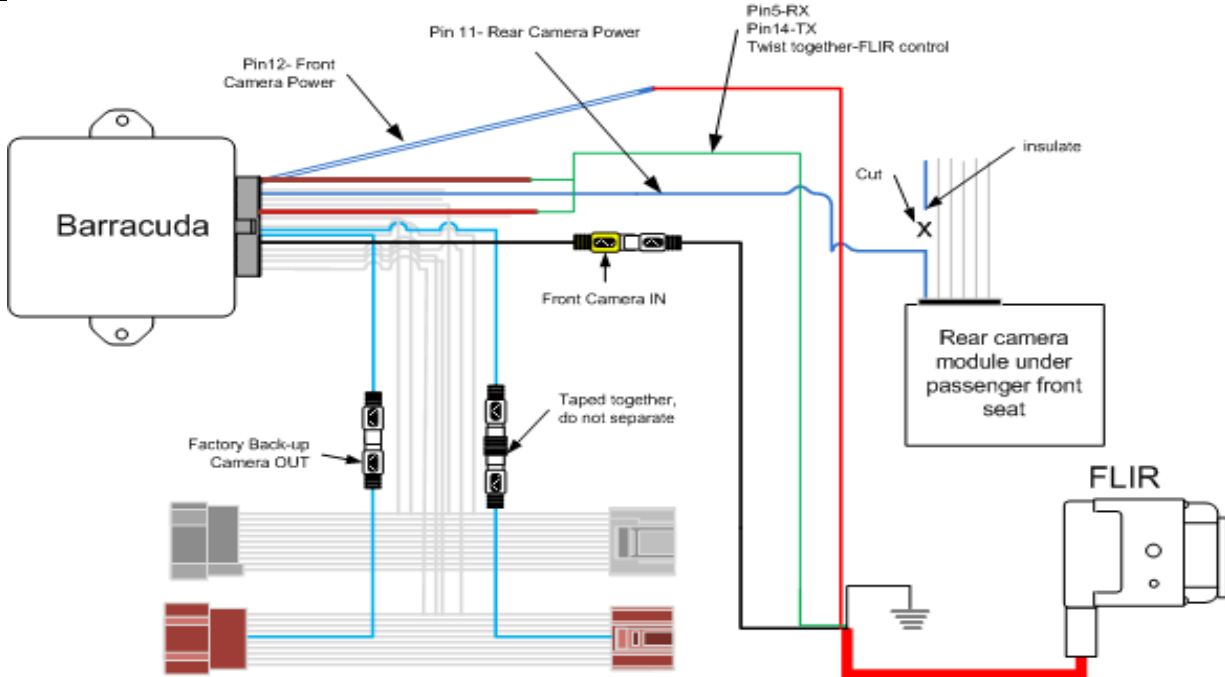 Pin5-RX
Pin14-TX
Twist together-FLIR control
Pin 11- Rear Camera Power
Pin12- Front
Camera Power
insulate
Cut
X
Barracuda
Front Camera IN
Rear camera
module under
passenger front
seat
Taped together,
do not separate
Factory Back-up
Camera OUT
FLIR